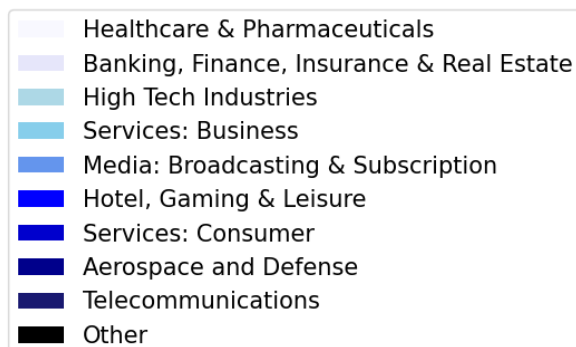 Healthcare & Pharmaceuticals
Banking, Finance, Insurance & Real Estate
High Tech Industries
Services: Business
Media: Broadcasting & Subscription
Hotel, Gaming & Leisure
Services: Consumer
Aerospace and Defense
Telecommunications
Other